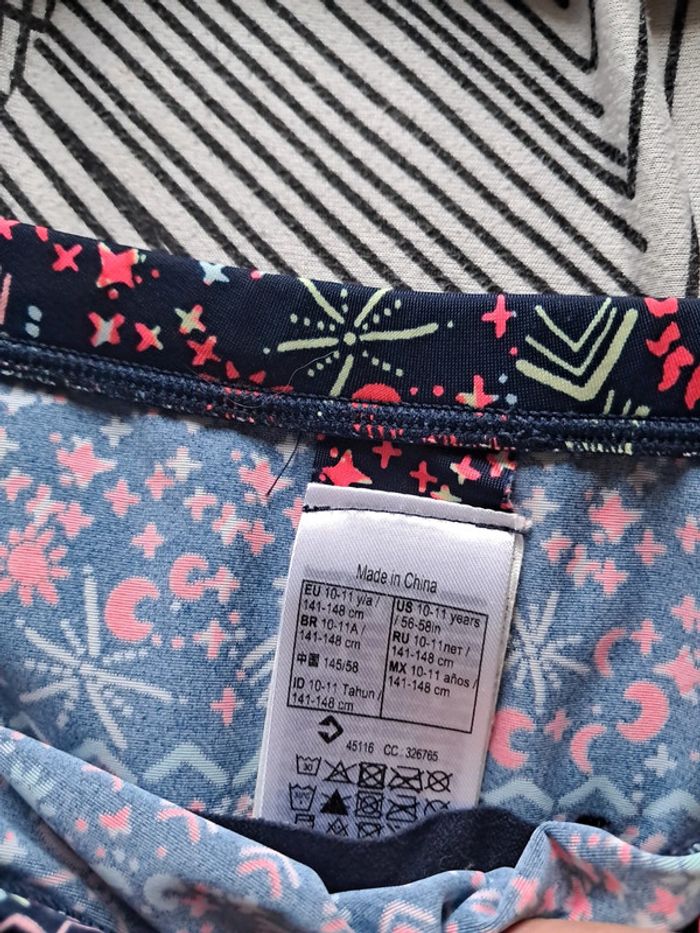 Made in China
EU 10-11 y/a /
141-148 cm
BR 10-11A /
141-148 cm
中国 145/58
ID 10-11 Tahun /
141-148 cm
US 10-11 years
/ 56-58in
RU 10-11лет /
141-148 cm
MX 10-11 años /
141-148 cm
45116 CC : 326765